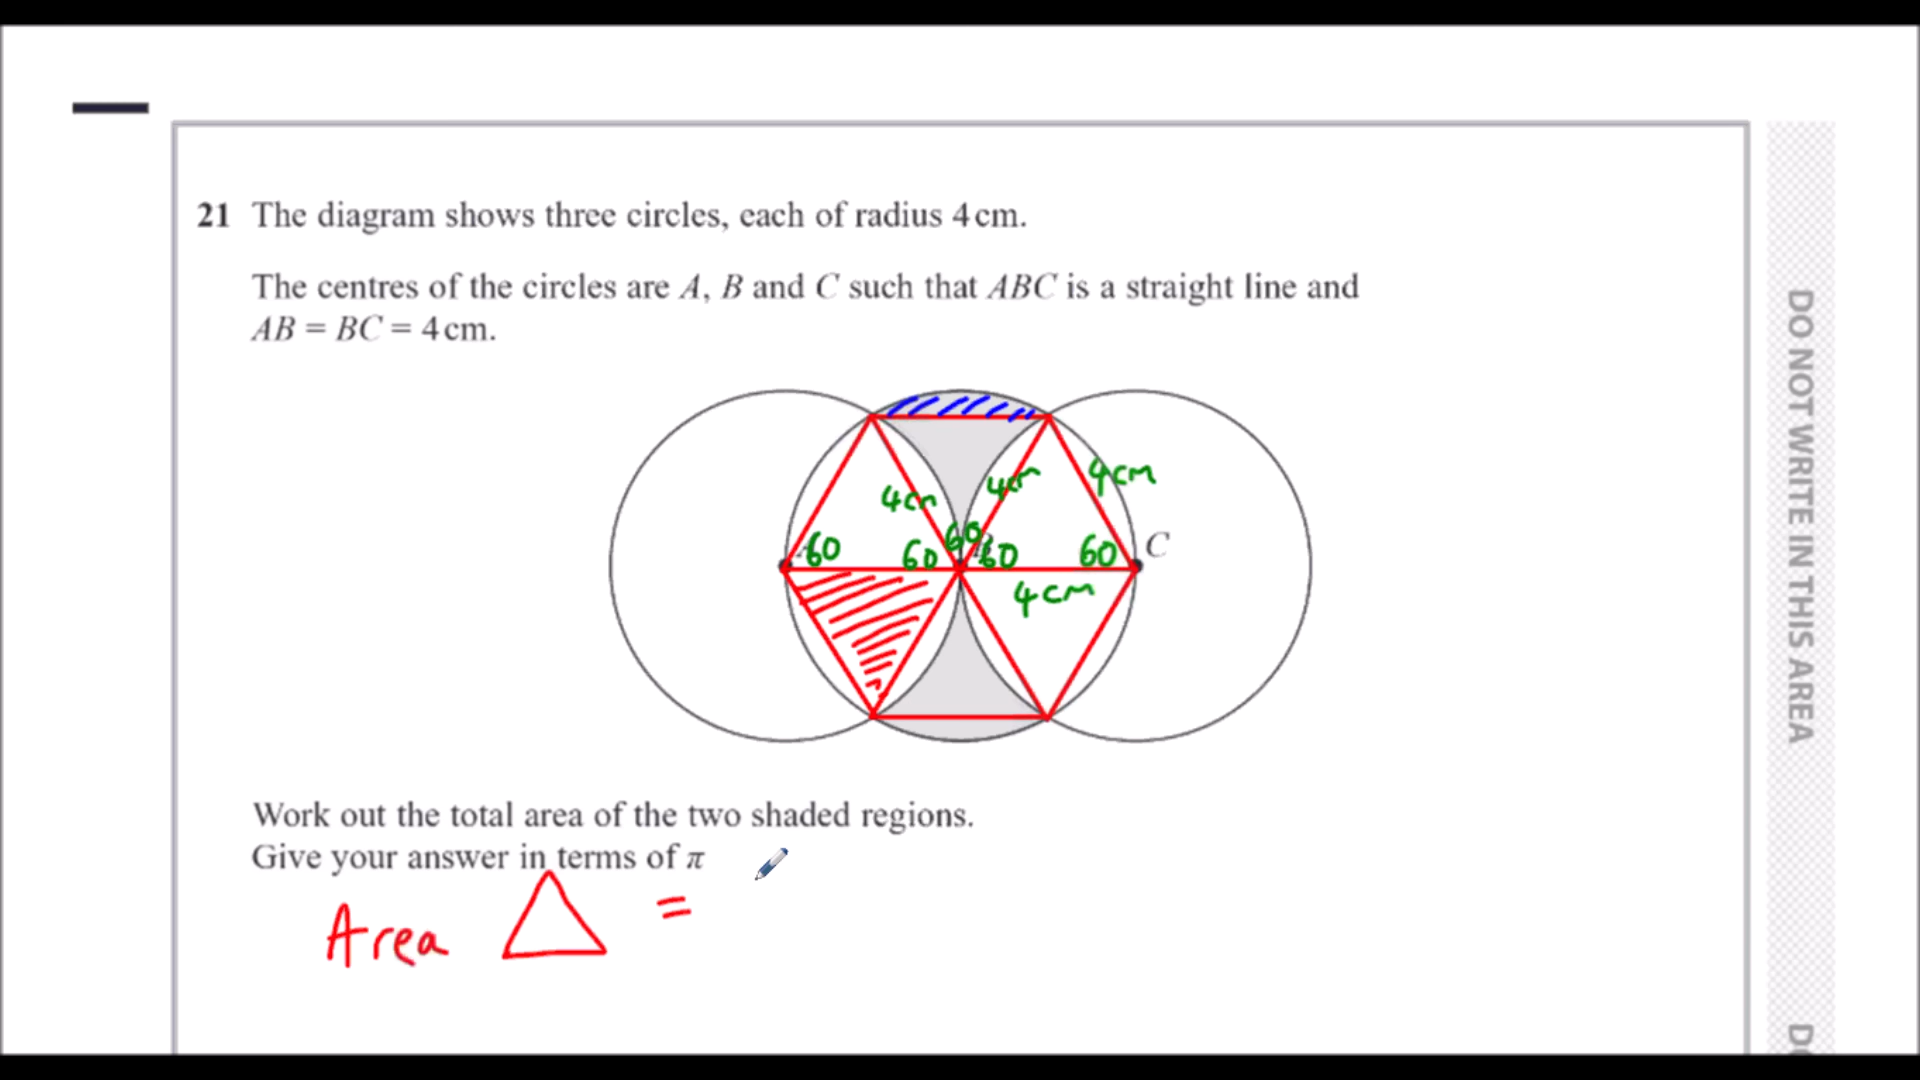 21 The diagram shows three circles, each of radius 4 cm.
The centres of the circles are A, B and C such that ABC is a straight line and
AB = BC = 4 cm.
4cm
4cm
4cm
60
60
60
60
60
C
4cm
Work out the total area of the two shaded regions.
Give your answer in terms of π
Area △ =
DO NOT WRITE IN THIS AREA